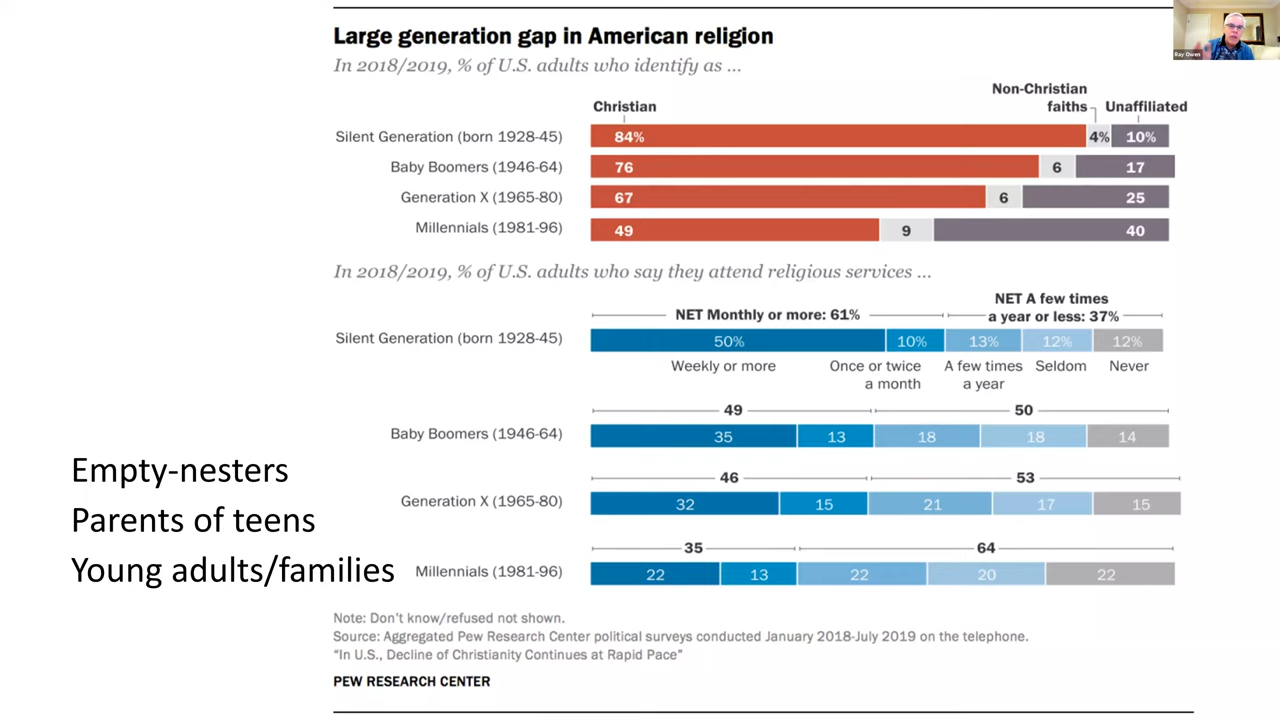 Large generation gap in American religion
In 2018/2019, % of U.S. adults who identify as ...
Christian
Non-Christian
faiths
Unaffiliated
Silent Generation (born 1928-45) 84% 4% 10%
Baby Boomers (1946-64) 76 6 17
Generation X (1965-80) 67 6 25
Millennials (1981-96) 49 9 40
In 2018/2019, % of U.S. adults who say they attend religious services ...
NET Monthly or more: 61%
NET A few times
a year or less: 37%
Silent Generation (born 1928-45) 50% 10% 13% 12% 12%
Weekly or more
Once or twice
a month
A few times
a year
Seldom
Never
49 50
Baby Boomers (1946-64) 35 13 18 18 14
46 53
Generation X (1965-80) 32 15 21 17 15
35 64
Millennials (1981-96) 22 13 22 20 22
Empty-nesters
Parents of teens
Young adults/families
Note: Don't know/refused not shown.
Source: Aggregated Pew Research Center political surveys conducted January 2018-July 2019 on the telephone.
"In U.S., Decline of Christianity Continues at Rapid Pace"
PEW RESEARCH CENTER
Ray Owen